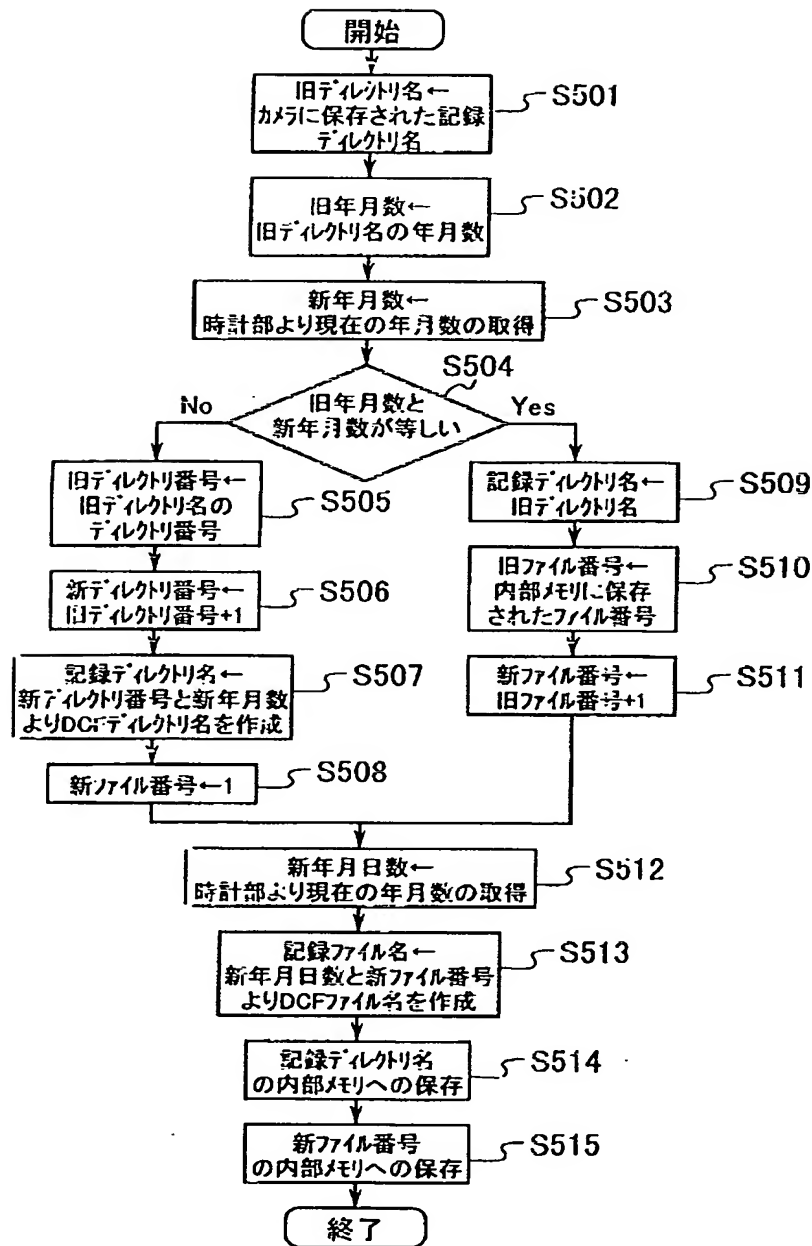 開始
旧ディレクトリ名←
カメラに保存された記録
ディレクトリ名
S501
旧年月数←
旧ディレクトリ名の年月数
S502
新年月数←
時計部より現在の年月数の取得
S503
S504
旧年月数と
新年月数が等しい
No
Yes
旧ディレクトリ番号←
旧ディレクトリ名の
ディレクトリ番号
S505
新ディレクトリ番号←
旧ディレクトリ番号+1
S506
記録ディレクトリ名←
新ディレクトリ番号と新年月数
よりDCFディレクトリ名を作成
S507
新ファイル番号←1
S508
記録ディレクトリ名←
旧ディレクトリ名
S509
旧ファイル番号←
内部メモリに保存
されたファイル番号
S510
新ファイル番号←
旧ファイル番号+1
S511
新年月日数←
時計部より現在の年月数の取得
S512
記録ファイル名←
新年月日数と新ファイル番号
よりDCFファイル名を作成
S513
記録ディレクトリ名
の内部メモリへの保存
S514
新ファイル番号
の内部メモリへの保存
S515
終了